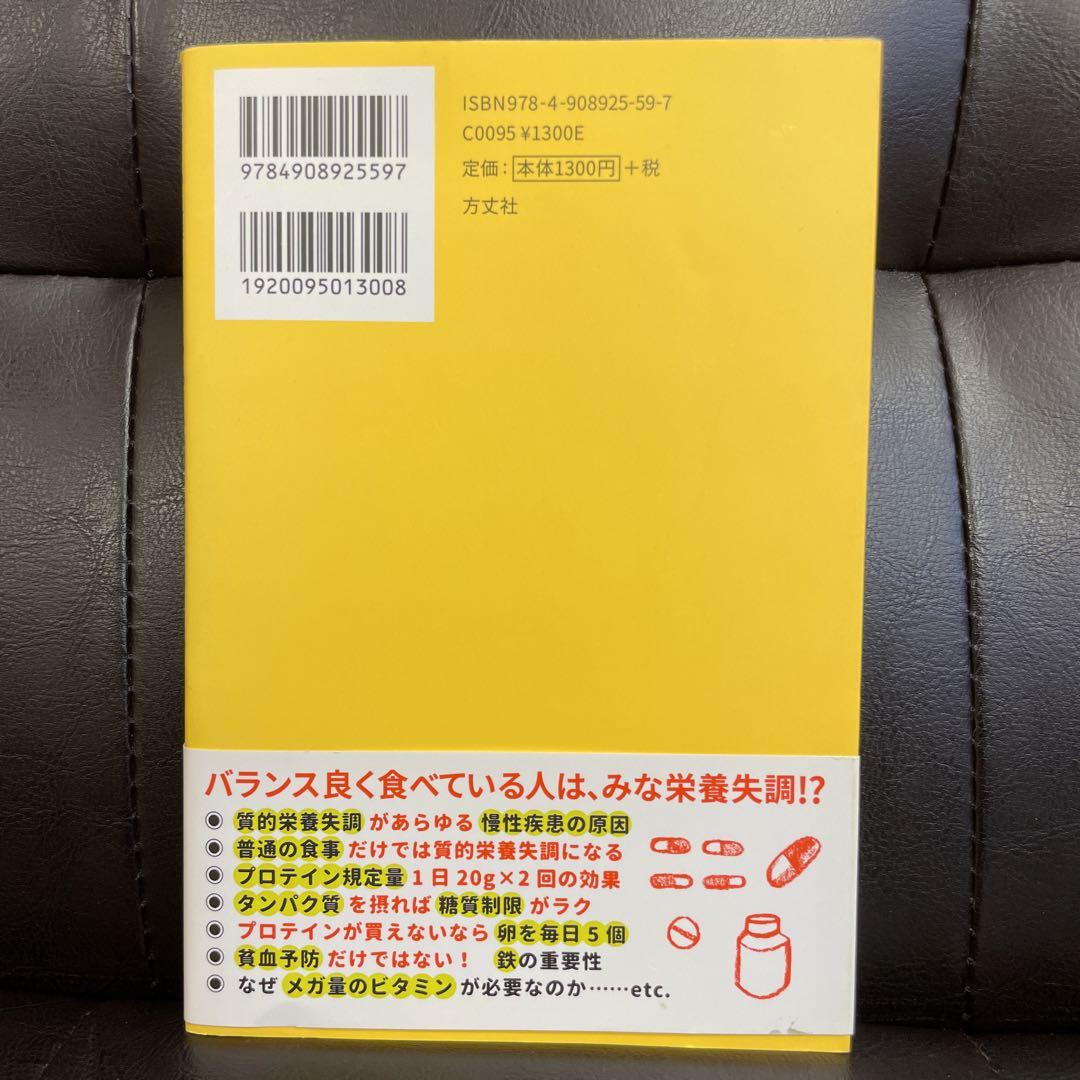 9784908925597
1920095013008
ISBN978-4-908925-59-7
C0095 ¥1300E
定価：本体1300円＋税
方丈社
バランス良く食べている人は、みな栄養失調!?
◉ 質的栄養失調 があらゆる 慢性疾患の原因
◉ 普通の食事 だけでは質的栄養失調になる
◉ プロテイン規定量 1日20g×2回の効果
◉ タンパク質 を摂れば 糖質制限 がラク
◉ プロテインが買えないなら 卵を毎日5個
◉ 貧血予防 だけではない！　鉄の重要性
◉ なぜ メガ量のビタミン が必要なのか……etc.